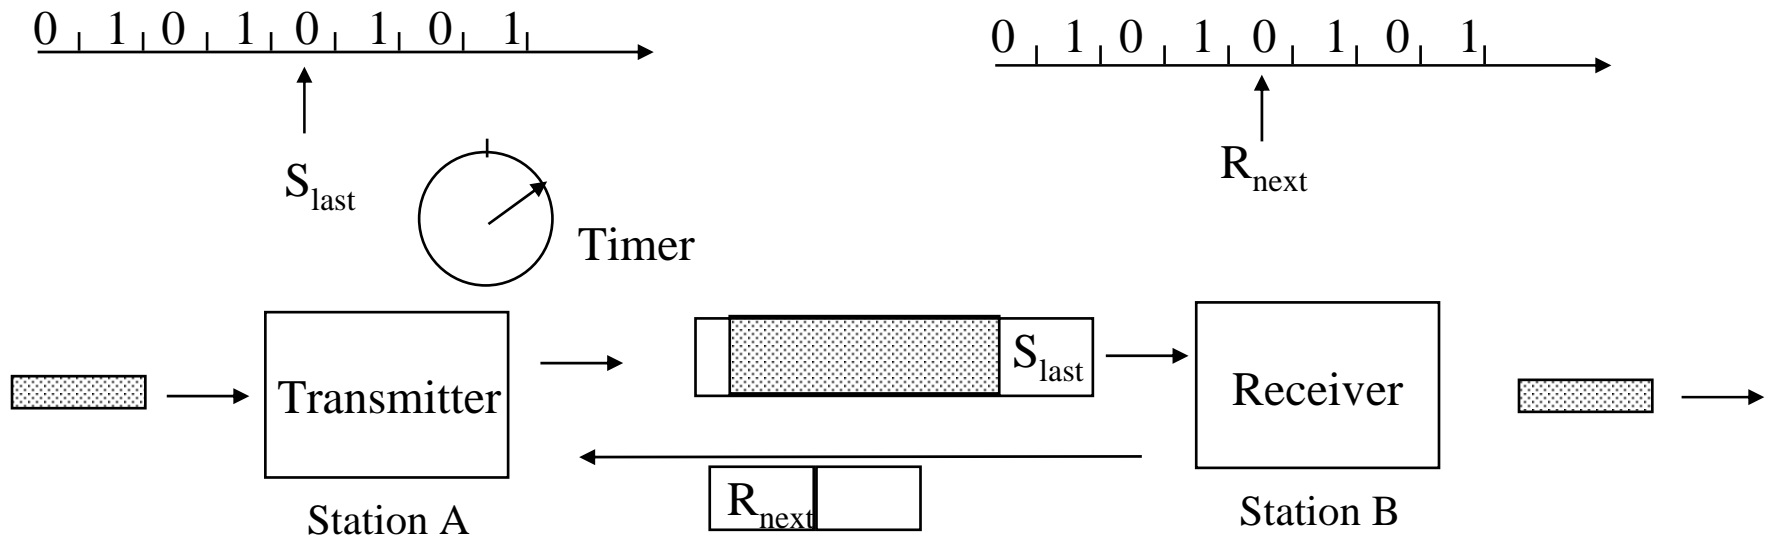 0 1 0 1 0 1 0 1
0 1 0 1 0 1 0 1
S_last
R_next
Timer
Transmitter
S_last
Receiver
R_next
Station A
Station B